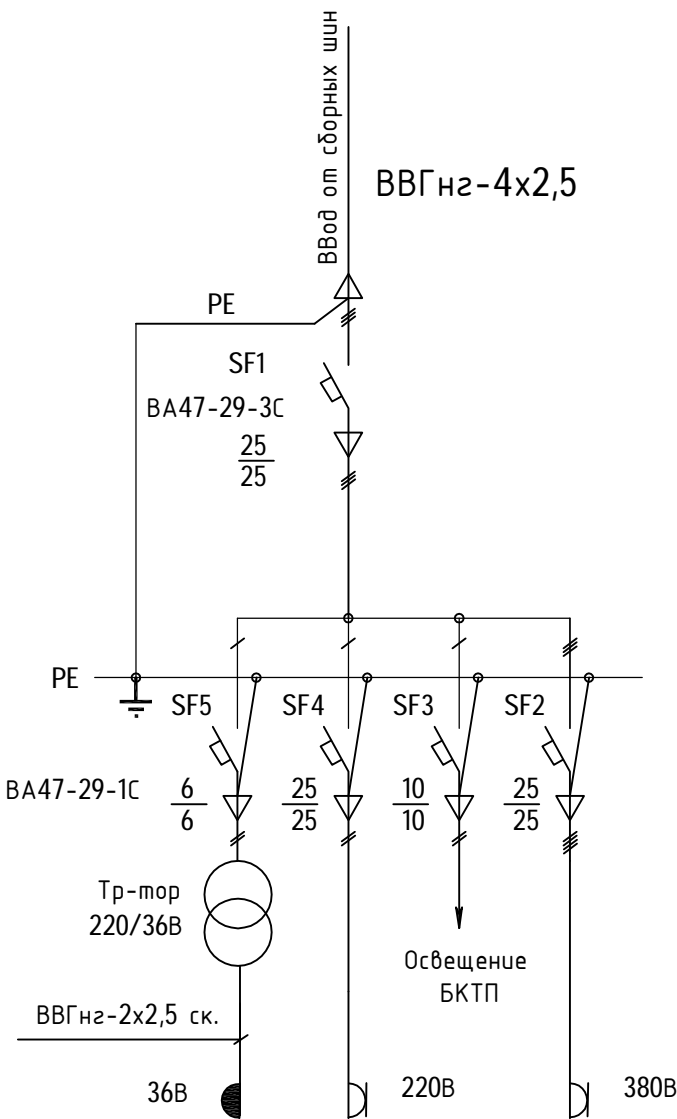 ВВод от сборных шин
ВВГнг-4х2,5
PE
SF1
ВА47-29-3С
25
25
PE
SF5 SF4 SF3 SF2
ВА47-29-1С
6 25 10 25
6 25 10 25
Тр-тор
220/36В
Освещение
БКТП
ВВГнг-2х2,5 ск.
36В 220В 380В